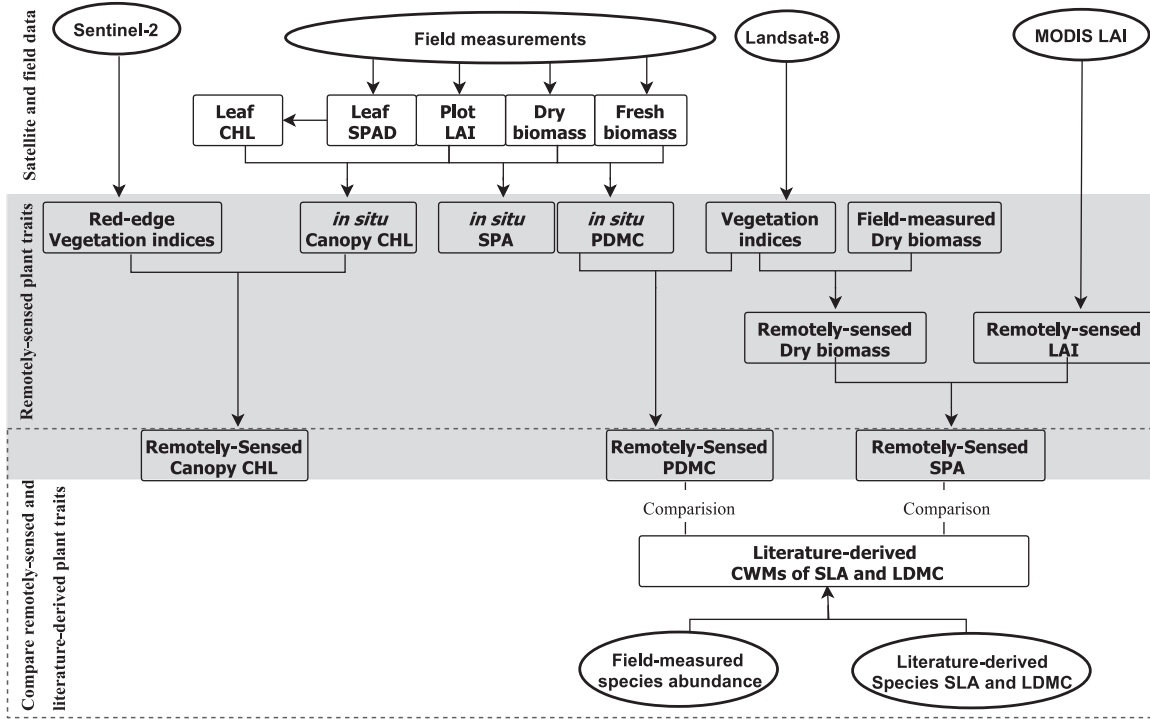 Satellite and field data
Sentinel-2
Field measurements
Landsat-8
MODIS LAI
Leaf
CHL
Leaf
SPAD
Plot
LAI
Dry
biomass
Fresh
biomass
Remotely-sensed plant traits
Red-edge
Vegetation indices
in situ
Canopy CHL
in situ
SPA
in situ
PDMC
Vegetation
indices
Field-measured
Dry biomass
Remotely-sensed
Dry biomass
Remotely-sensed
LAI
Compare remotely-sensed and
literature-derived plant traits
Remotely-Sensed
Canopy CHL
Remotely-Sensed
PDMC
Remotely-Sensed
SPA
Comparision
Comparison
Literature-derived
CWMs of SLA and LDMC
Field-measured
species abundance
Literature-derived
Species SLA and LDMC